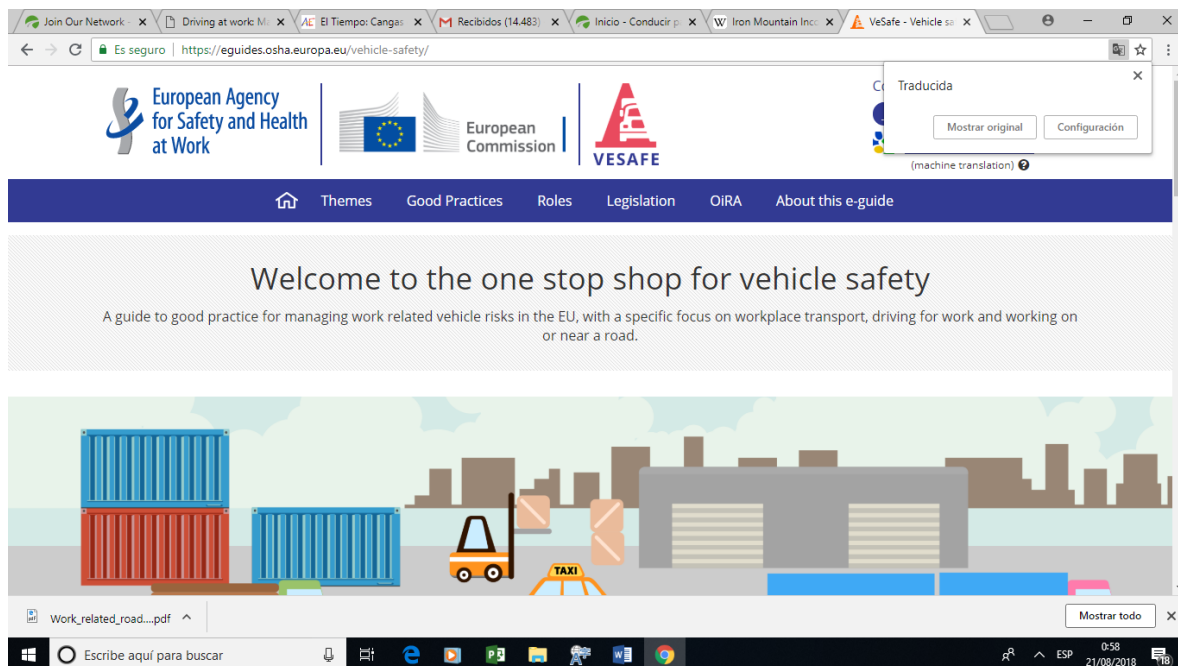 Join Our Network -
Driving at work: Ma
El Tiempo: Cangas
Recibidos (14.483)
Inicio - Conducir p
Iron Mountain Inc
VeSafe - Vehicle sa
Es seguro | https://eguides.osha.europa.eu/vehicle-safety/
Traducida
Mostrar original
Configuración
European Agency
for Safety and Health
at Work
European
Commission
VESAFE
(machine translation)
Themes
Good Practices
Roles
Legislation
OiRA
About this e-guide
Welcome to the one stop shop for vehicle safety
A guide to good practice for managing work related vehicle risks in the EU, with a specific focus on workplace transport, driving for work and working on
or near a road.
TAXI
Work_related_road....pdf
Mostrar todo
Escribe aquí para buscar
ESP
0:58
21/08/2018
18